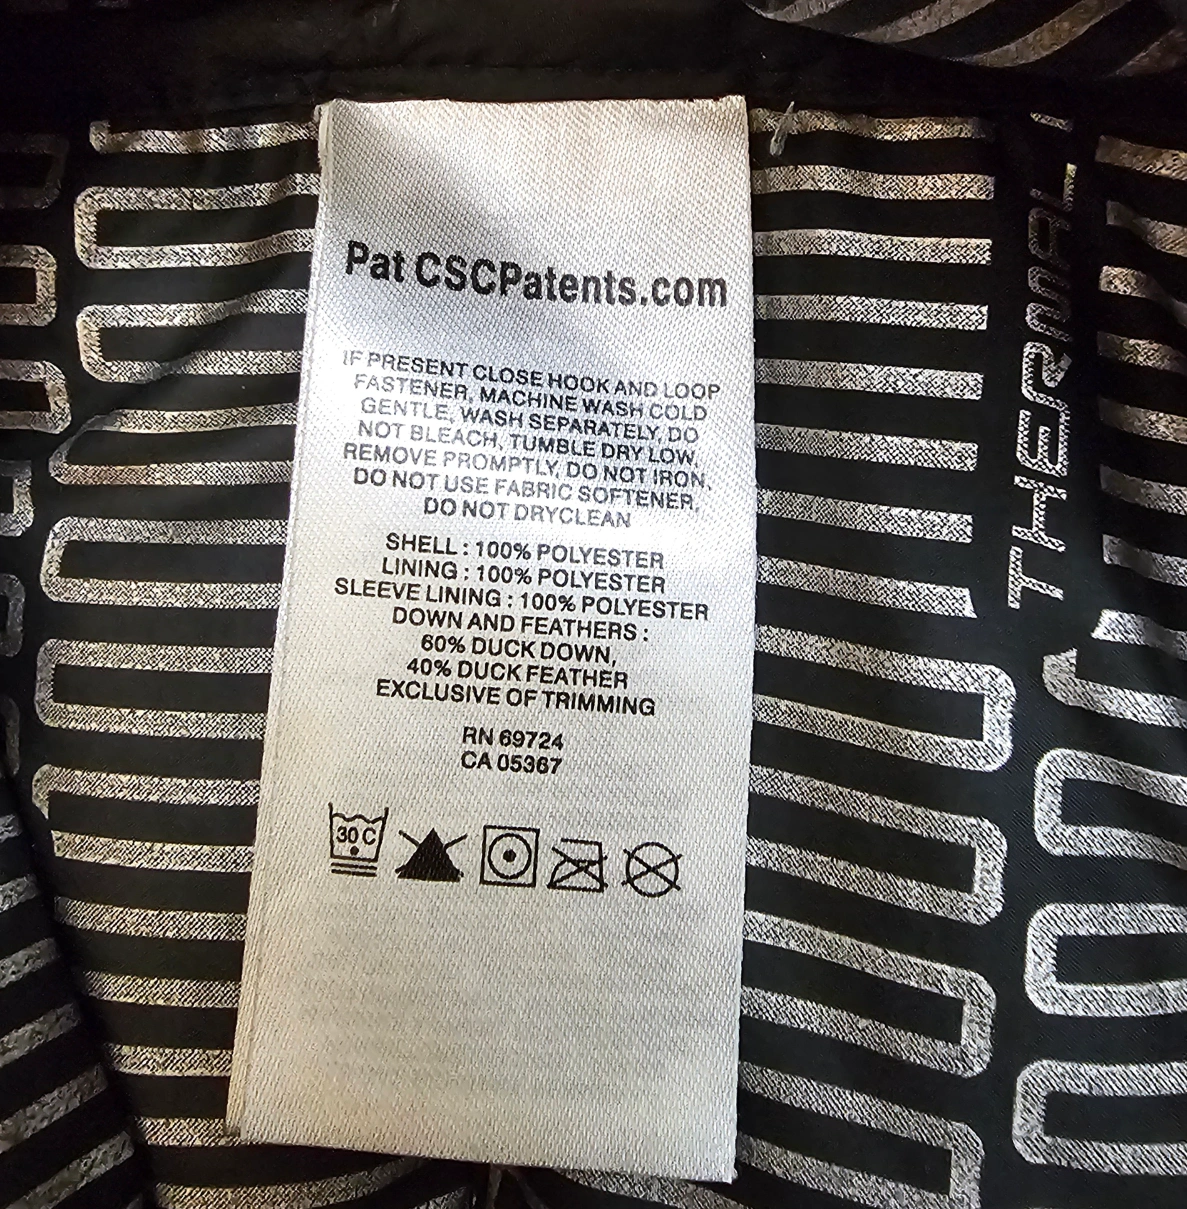 Pat CSCPatents.com
IF PRESENT CLOSE HOOK AND LOOP
FASTENER, MACHINE WASH COLD
GENTLE, WASH SEPARATELY, DO
NOT BLEACH, TUMBLE DRY LOW,
REMOVE PROMPTLY, DO NOT IRON,
DO NOT USE FABRIC SOFTENER,
DO NOT DRYCLEAN
SHELL : 100% POLYESTER
LINING : 100% POLYESTER
SLEEVE LINING : 100% POLYESTER
DOWN AND FEATHERS :
60% DUCK DOWN,
40% DUCK FEATHER
EXCLUSIVE OF TRIMMING
RN 69724
CA 05367
30 C
THERMAL